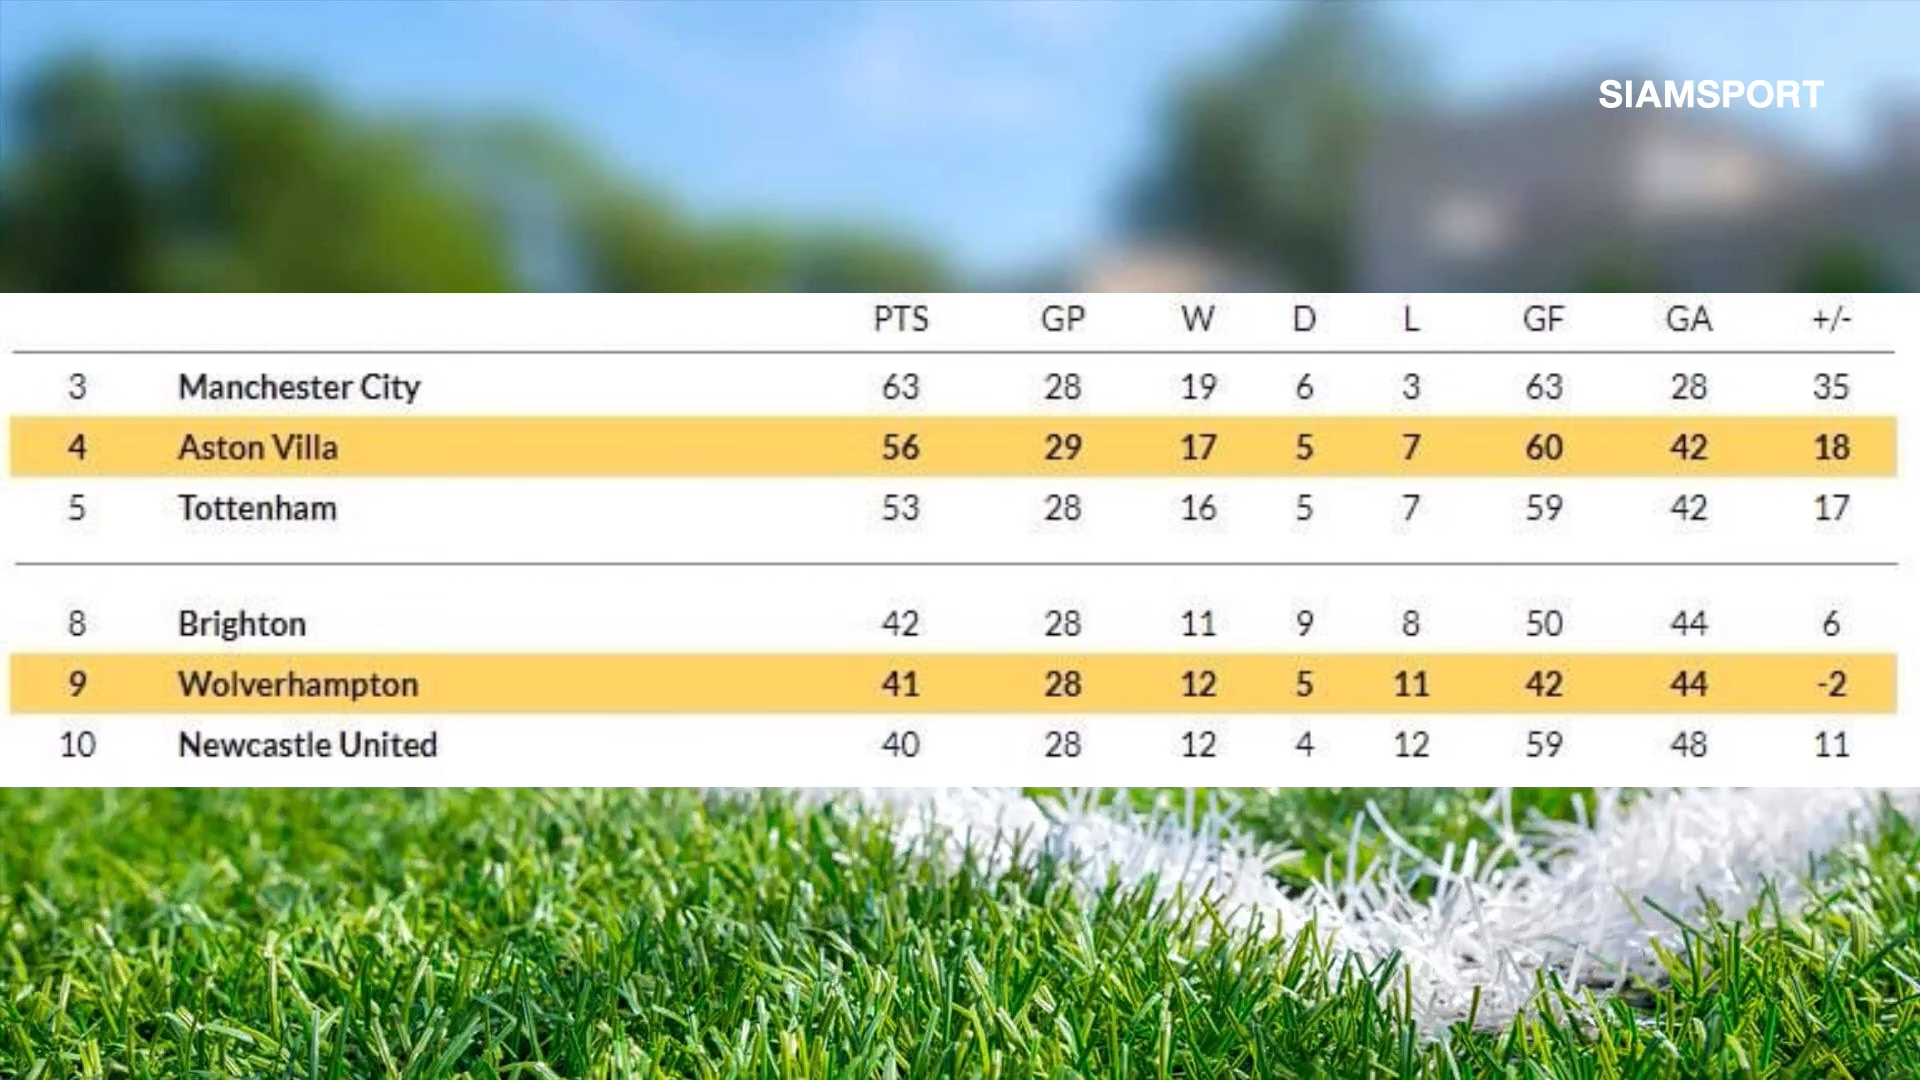 SIAMSPORT
PTS GP W D L GF GA +/-
3 Manchester City 63 28 19 6 3 63 28 35
4 Aston Villa 56 29 17 5 7 60 42 18
5 Tottenham 53 28 16 5 7 59 42 17
8 Brighton 42 28 11 9 8 50 44 6
9 Wolverhampton 41 28 12 5 11 42 44 -2
10 Newcastle United 40 28 12 4 12 59 48 11